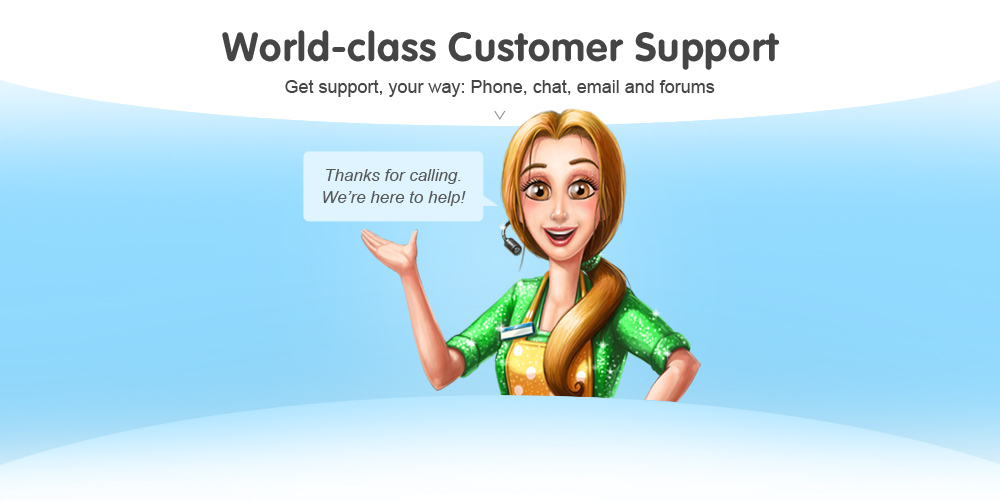 World-class Customer Support
Get support, your way: Phone, chat, email and forums
Thanks for calling.
We're here to help!